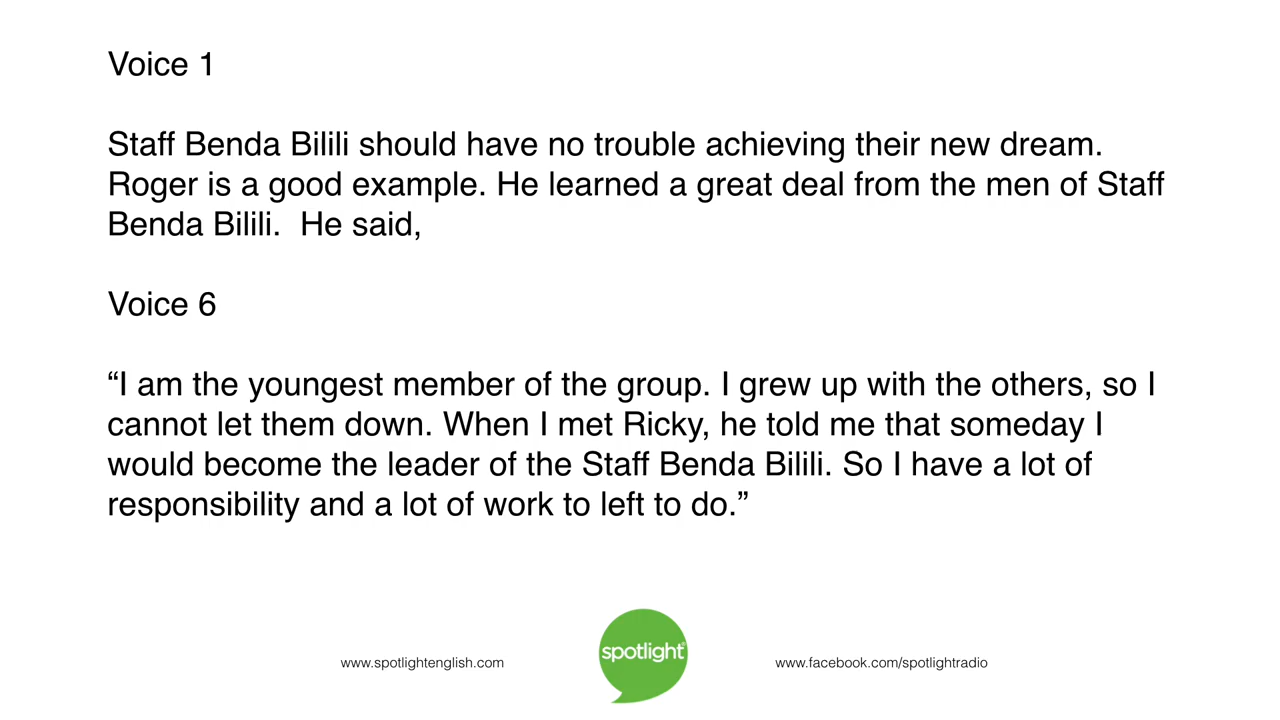 Voice 1
Staff Benda Bilili should have no trouble achieving their new dream.
Roger is a good example. He learned a great deal from the men of Staff
Benda Bilili.  He said,
Voice 6
“I am the youngest member of the group. I grew up with the others, so I
cannot let them down. When I met Ricky, he told me that someday I
would become the leader of the Staff Benda Bilili. So I have a lot of
responsibility and a lot of work to left to do.”
www.spotlightenglish.com
spotlight®
www.facebook.com/spotlightradio